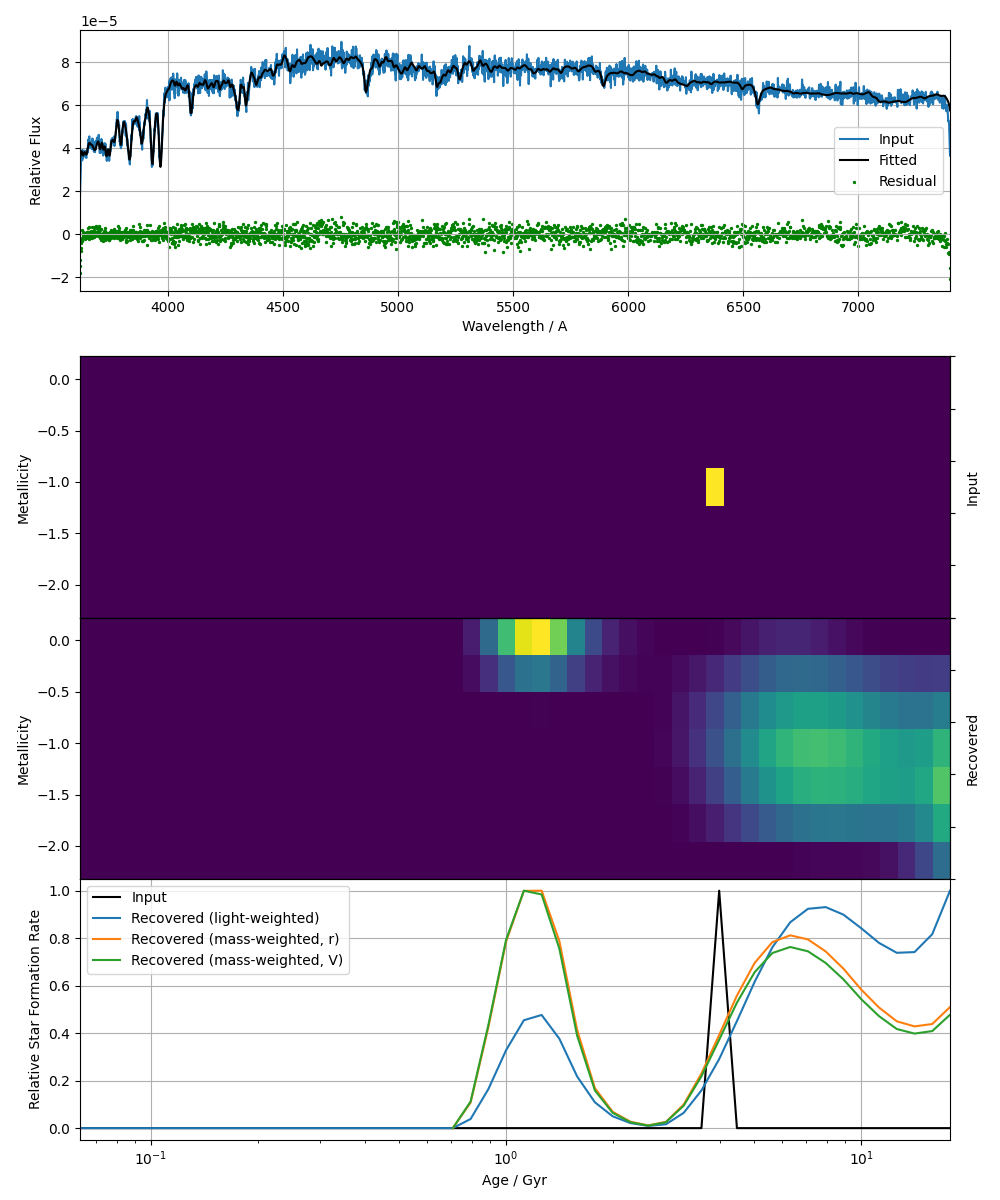 1e−5
8
6
4
2
0
−2
Relative Flux
Input
Fitted
Residual
4000 4500 5000 5500 6000 6500 7000
Wavelength / A
0.0
−0.5
−1.0
−1.5
−2.0
Metallicity
Input
0.0
−0.5
−1.0
−1.5
−2.0
Metallicity
Recovered
1.0
0.8
0.6
0.4
0.2
0.0
Relative Star Formation Rate
Input
Recovered (light-weighted)
Recovered (mass-weighted, r)
Recovered (mass-weighted, V)
10⁻¹ 10⁰ 10¹
Age / Gyr